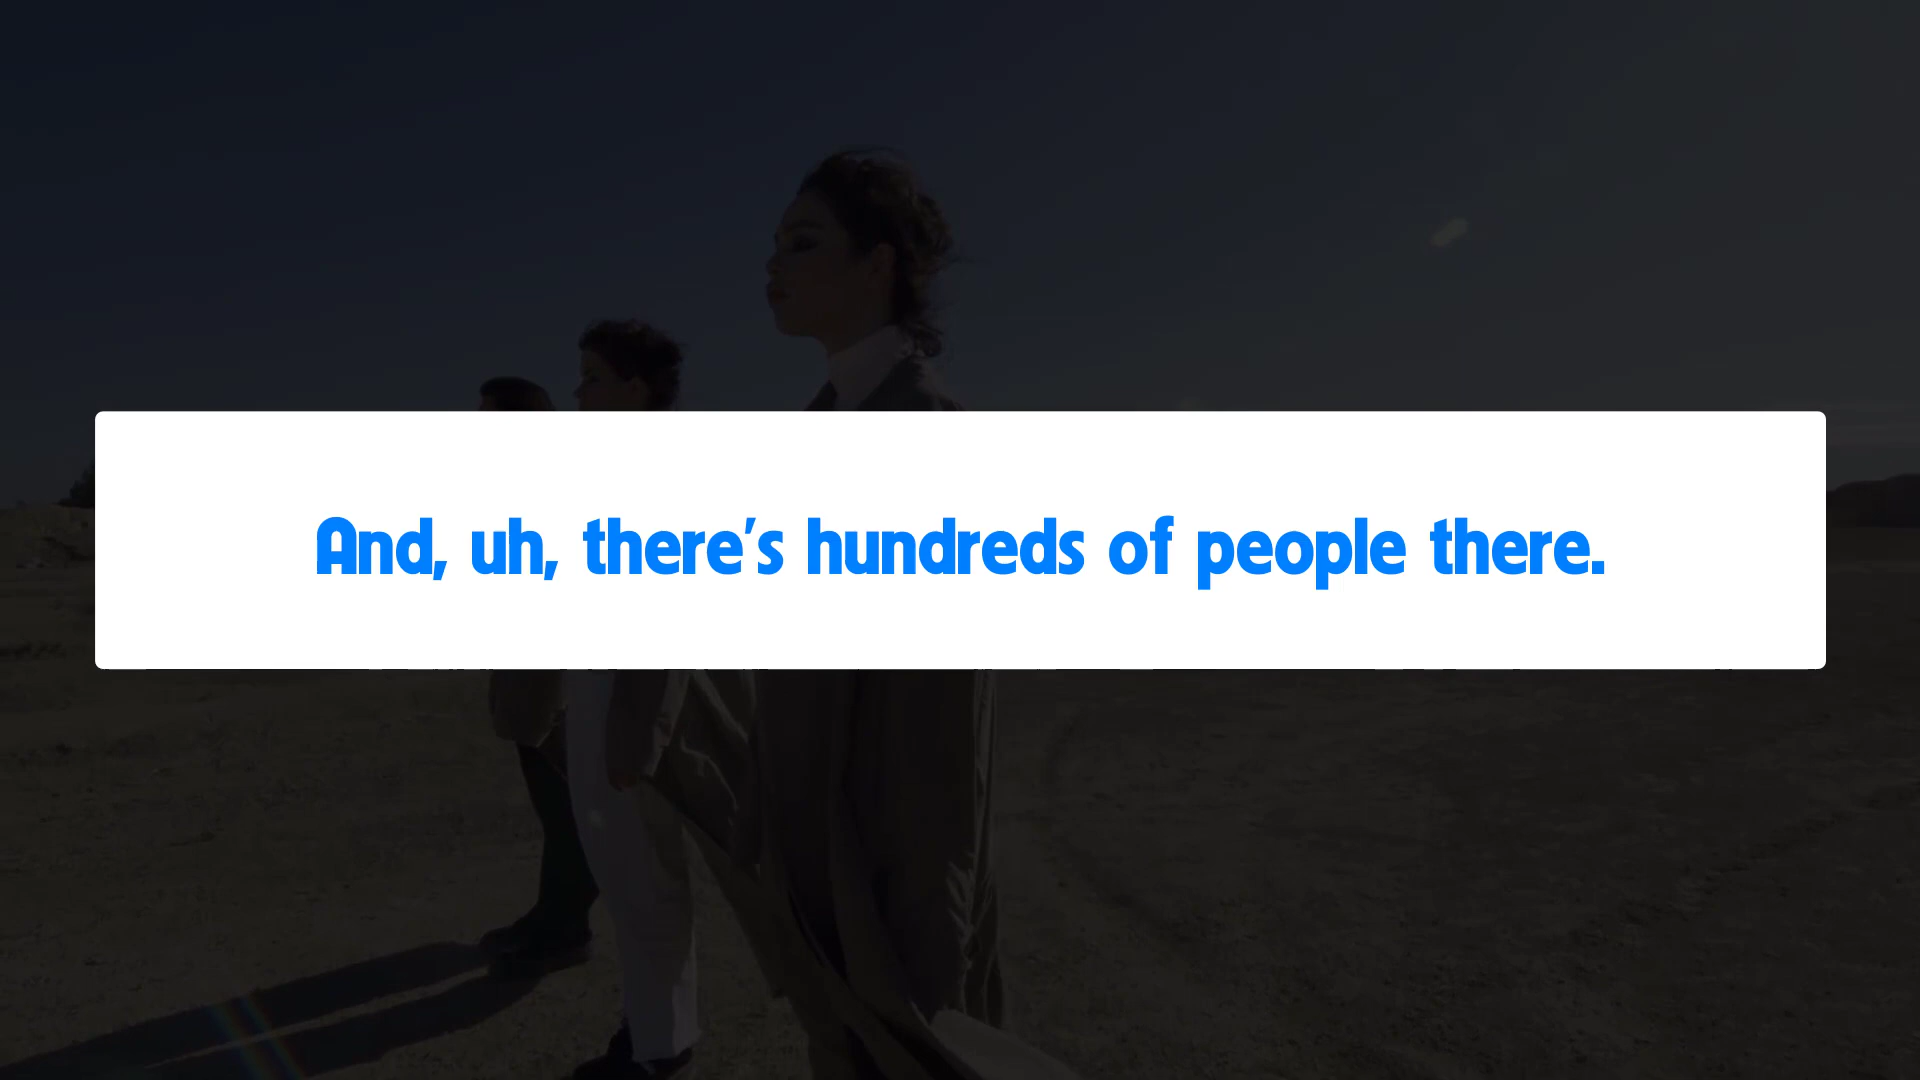 And, uh, there's hundreds of people there.